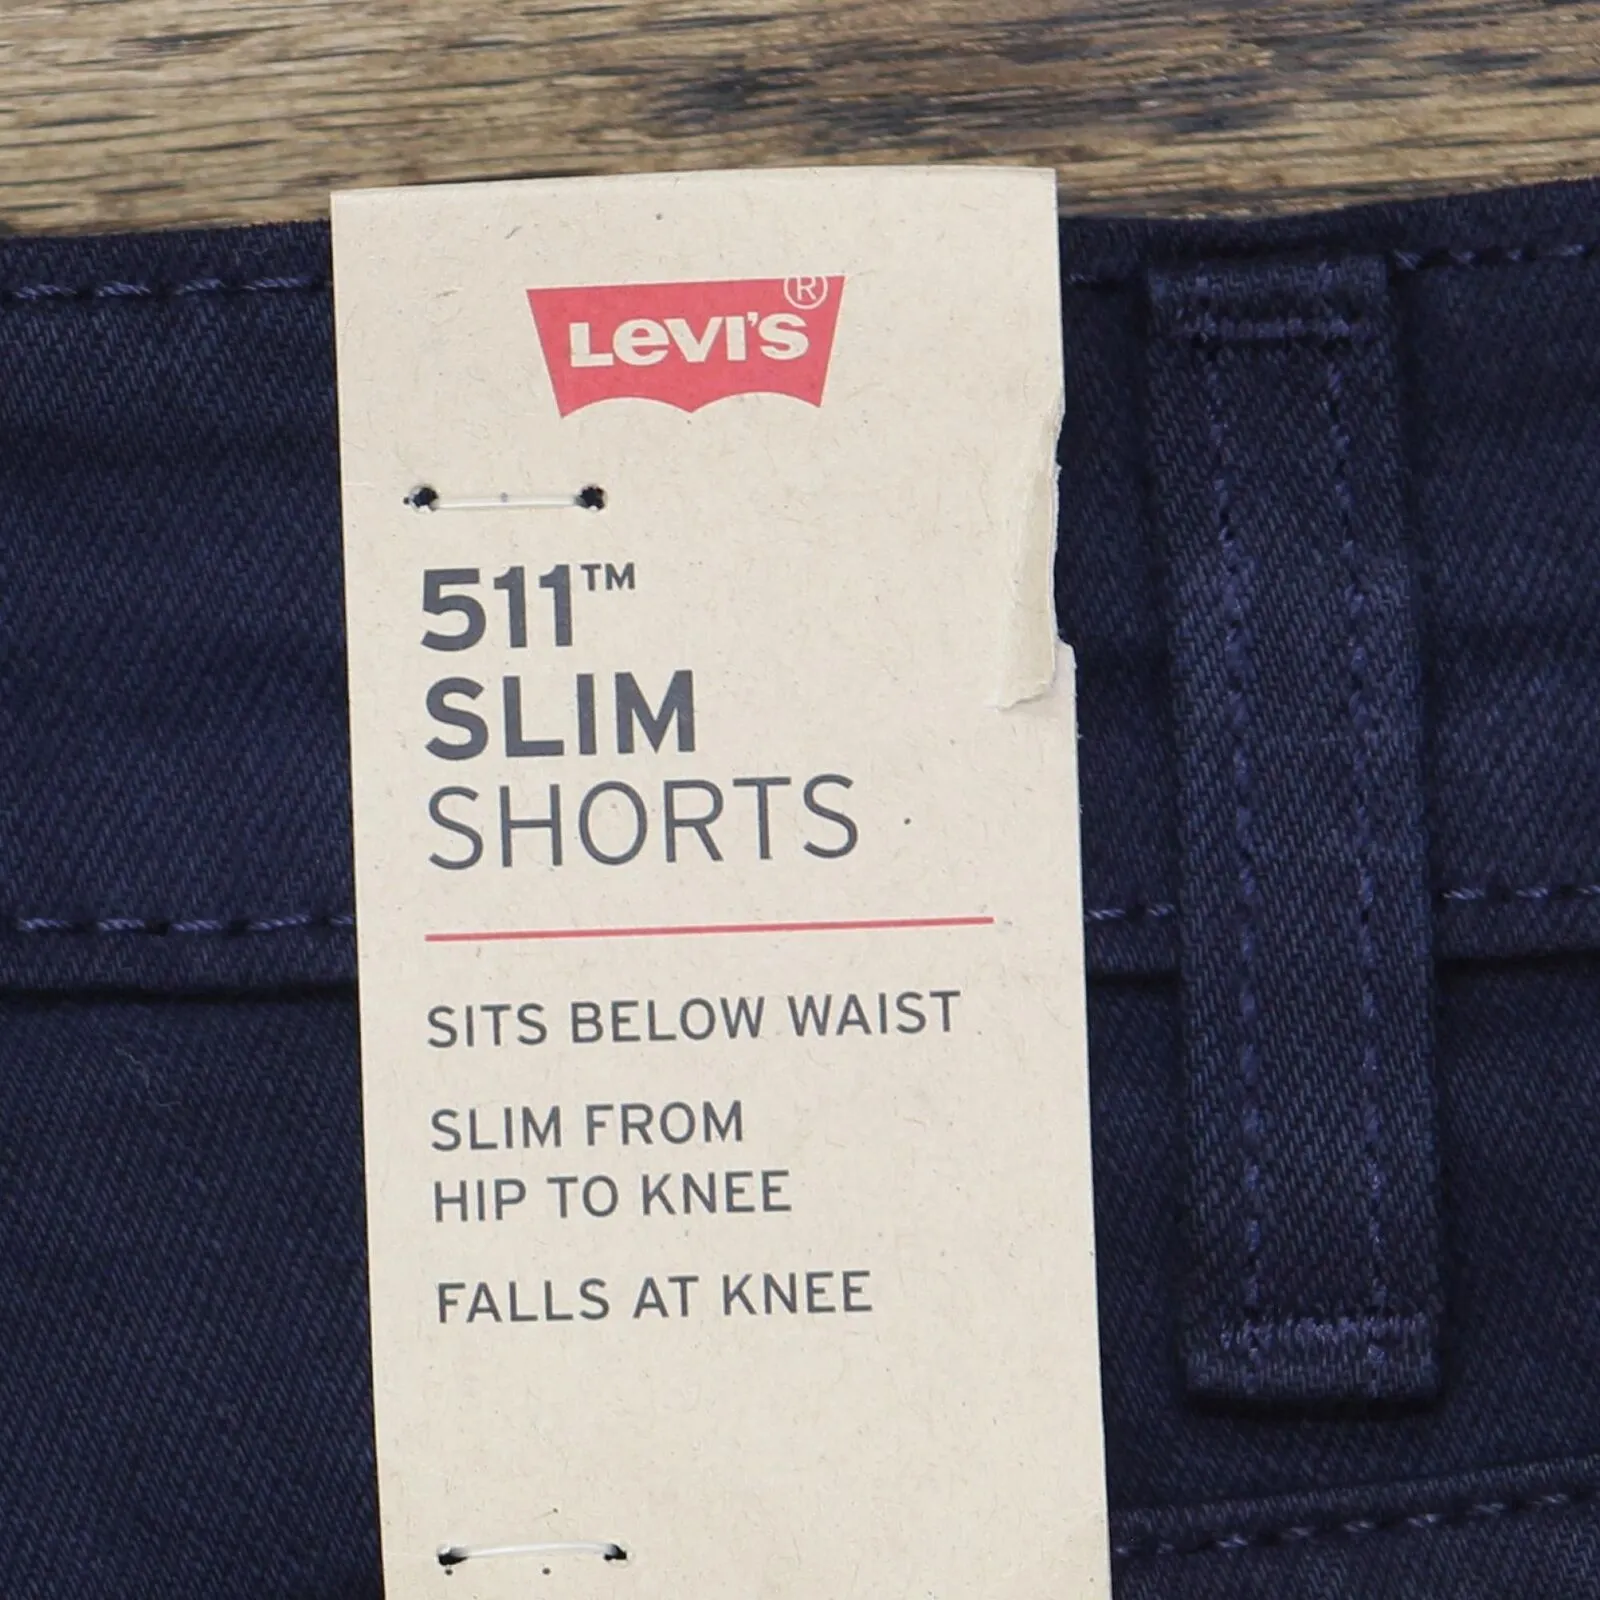 LEVI'S®
511™
SLIM
SHORTS
SITS BELOW WAIST
SLIM FROM
HIP TO KNEE
FALLS AT KNEE